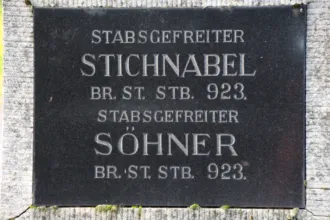 STABSGEFREITER
STICHNABEL
BR. ST. STB. 923.
STABSGEFREITER
SÖHNER
BR. ST. STB. 923.